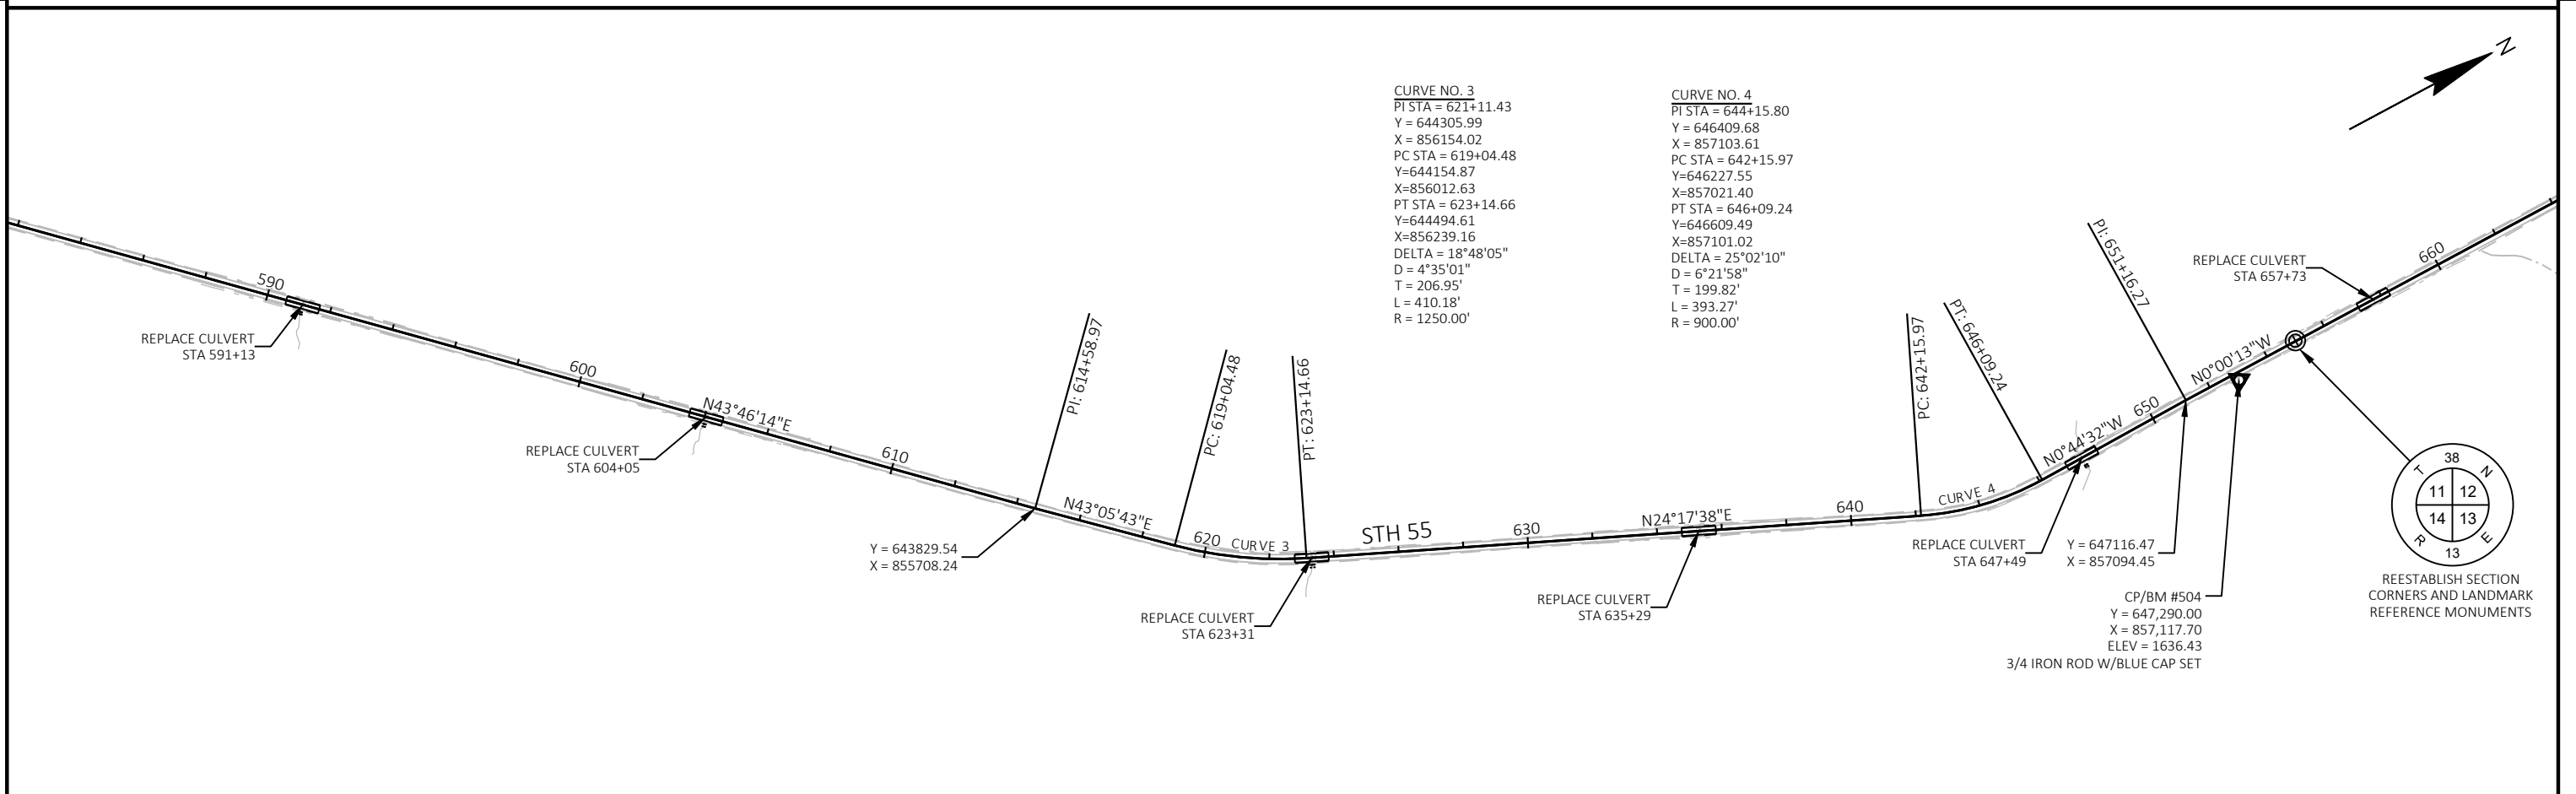 N
CURVE NO. 3
PI STA = 621+11.43
Y = 644305.99
X = 856154.02
PC STA = 619+04.48
Y=644154.87
X=856012.63
PT STA = 623+14.66
Y=644494.61
X=856239.16
DELTA = 18°48'05"
D = 4°35'01"
T = 206.95'
L = 410.18'
R = 1250.00'
CURVE NO. 4
PI STA = 644+15.80
Y = 646409.68
X = 857103.61
PC STA = 642+15.97
Y=646227.55
X=857021.40
PT STA = 646+09.24
Y=646609.49
X=857101.02
DELTA = 25°02'10"
D = 6°21'58"
T = 199.82'
L = 393.27'
R = 900.00'
590
REPLACE CULVERT
STA 591+13
600
N43°46'14"E
REPLACE CULVERT
STA 604+05
610
PI: 614+58.97
Y = 643829.54
X = 855708.24
N43°05'43"E
PC: 619+04.48
620
CURVE 3
PT: 623+14.66
REPLACE CULVERT
STA 623+31
STH 55
630
N24°17'38"E
REPLACE CULVERT
STA 635+29
640
PC: 642+15.97
CURVE 4
PT: 646+09.24
N0°44'32"W
REPLACE CULVERT
STA 647+49
650
PI: 651+16.27
Y = 647116.47
X = 857094.45
N0°00'13"W
CP/BM #504
Y = 647,290.00
X = 857,117.70
ELEV = 1636.43
3/4 IRON ROD W/BLUE CAP SET
REPLACE CULVERT
STA 657+73
660
38
T N
11 12
14 13
R E
13
REESTABLISH SECTION
CORNERS AND LANDMARK
REFERENCE MONUMENTS